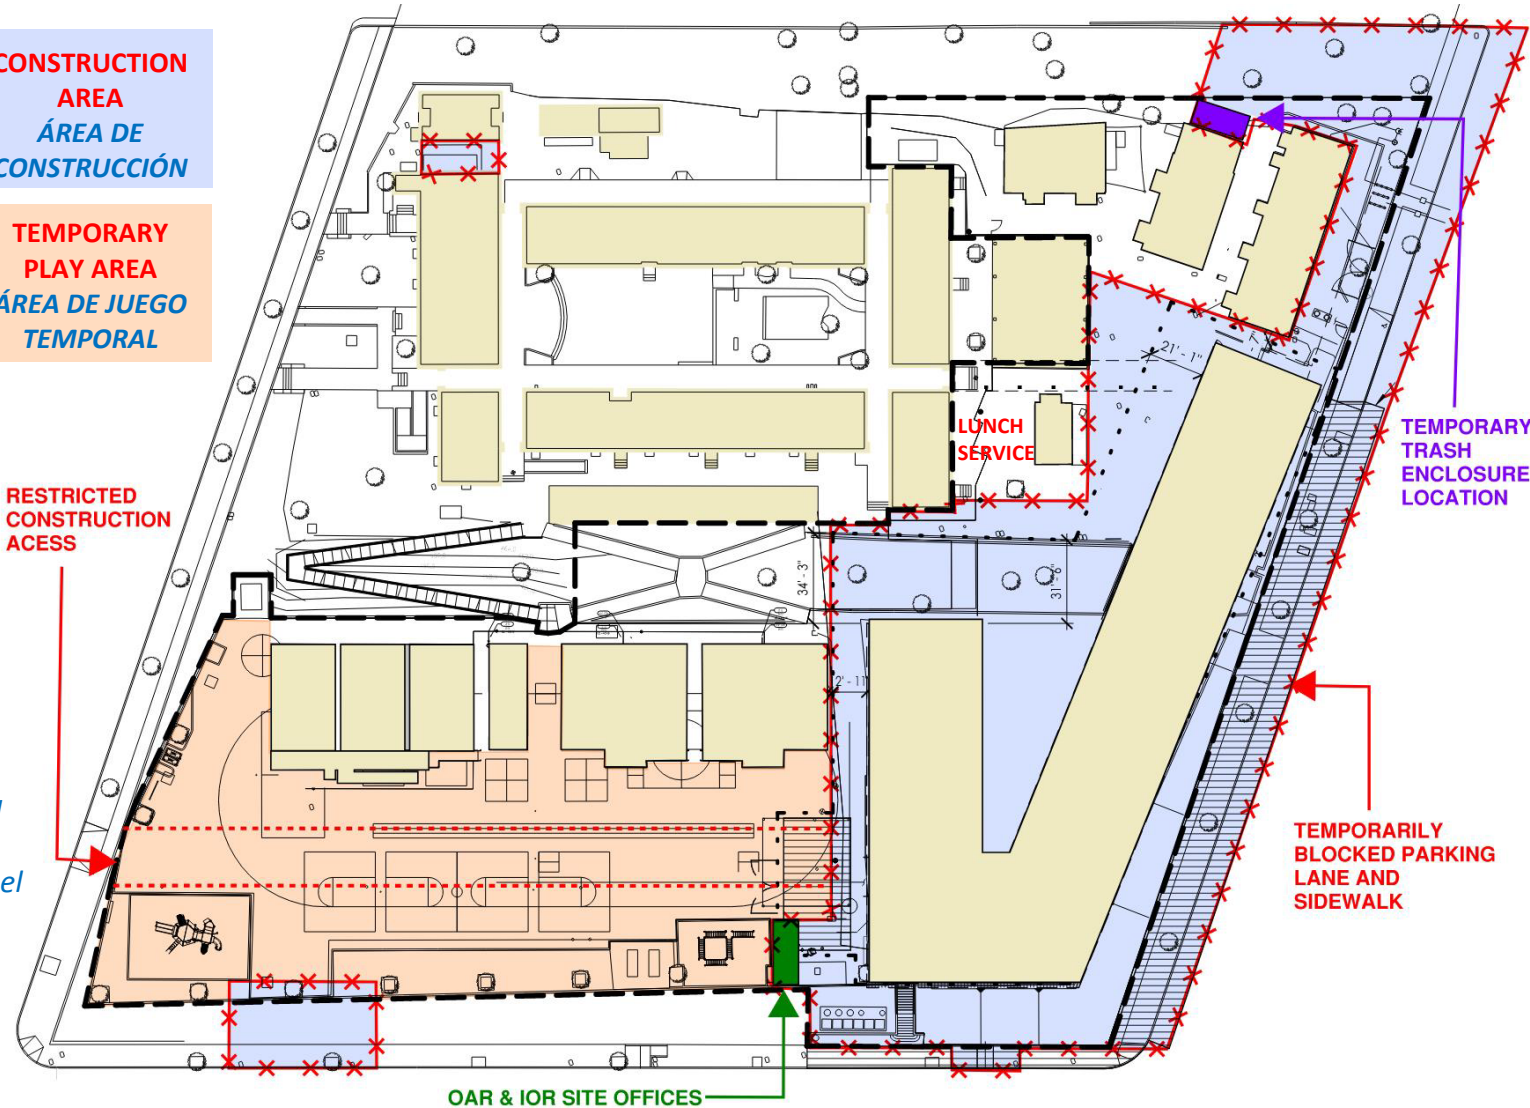 CONSTRUCTION
AREA
ÁREA DE
CONSTRUCCIÓN
TEMPORARY
PLAY AREA
ÁREA DE JUEGO
TEMPORAL
RESTRICTED
CONSTRUCTION
ACESS
el
LUNCH
SERVICE
21' - 1"
34' - 3"
31' - 6"
2' - 11"
TEMPORARY
TRASH
ENCLOSURE
LOCATION
TEMPORARILY
BLOCKED PARKING
LANE AND
SIDEWALK
OAR & IOR SITE OFFICES